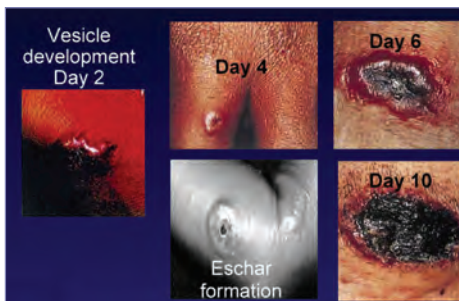 Vesicle
development
Day 2
Day 4
Eschar
formation
Day 6
Day 10